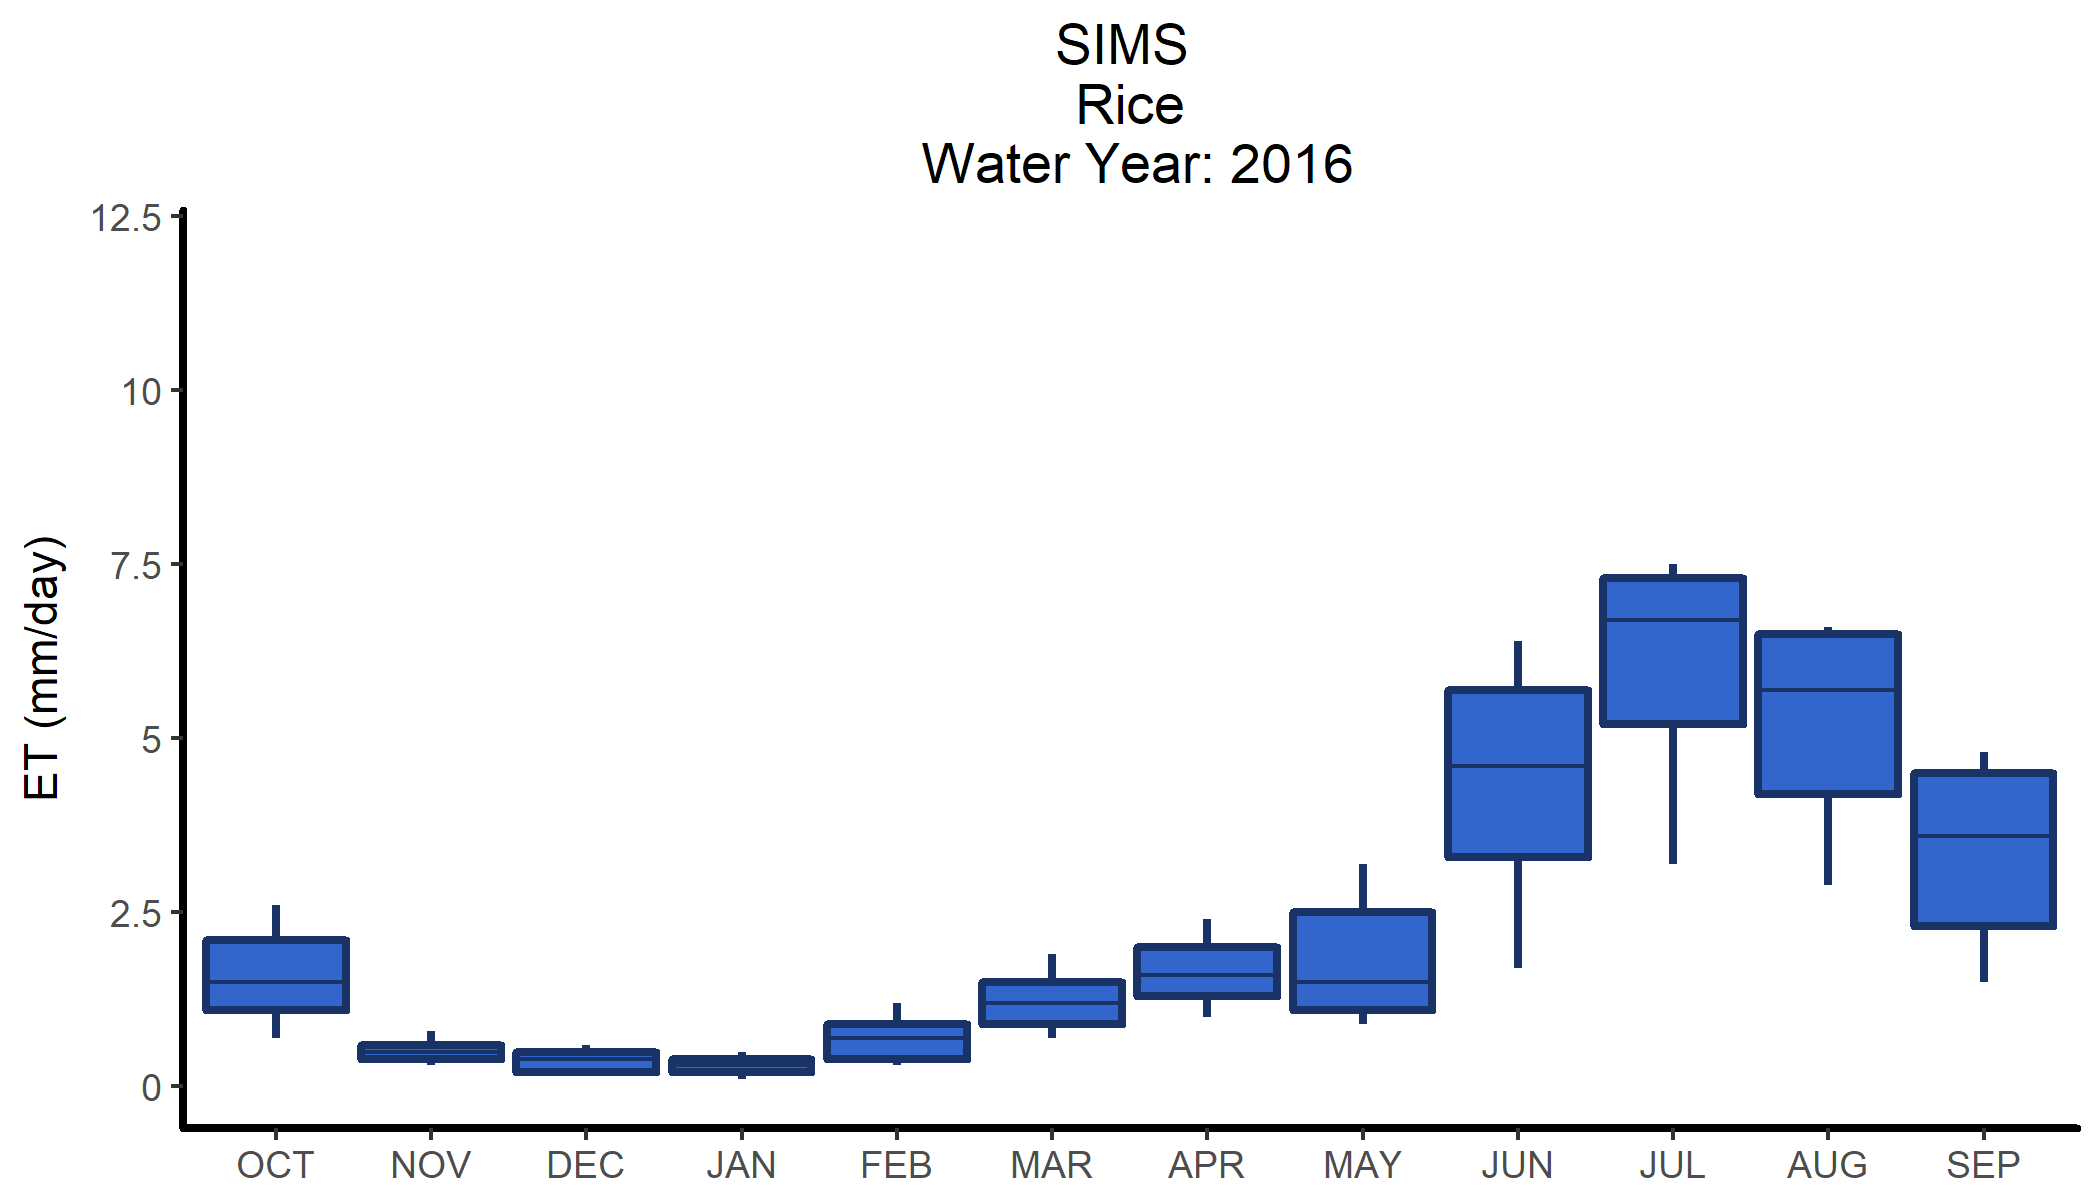 SIMS
Rice
Water Year: 2016
12.5
10
7.5
5
2.5
0
ET (mm/day)
OCT NOV DEC JAN FEB MAR APR MAY JUN JUL AUG SEP